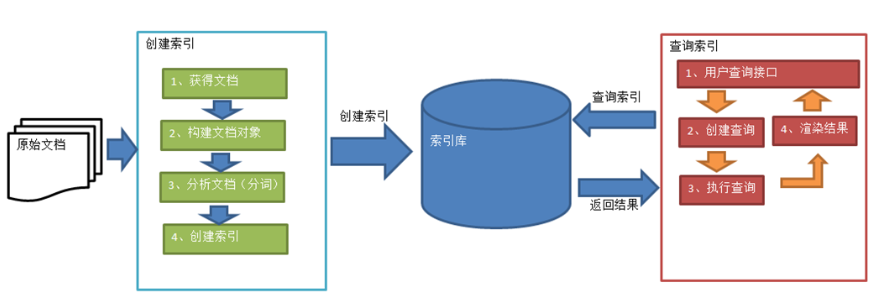 原始文档
创建索引
1、获得文档
2、构建文档对象
3、分析文档（分词）
4、创建索引
创建索引
索引库
查询索引
返回结果
查询索引
1、用户查询接口
2、创建查询
3、执行查询
4、渲染结果